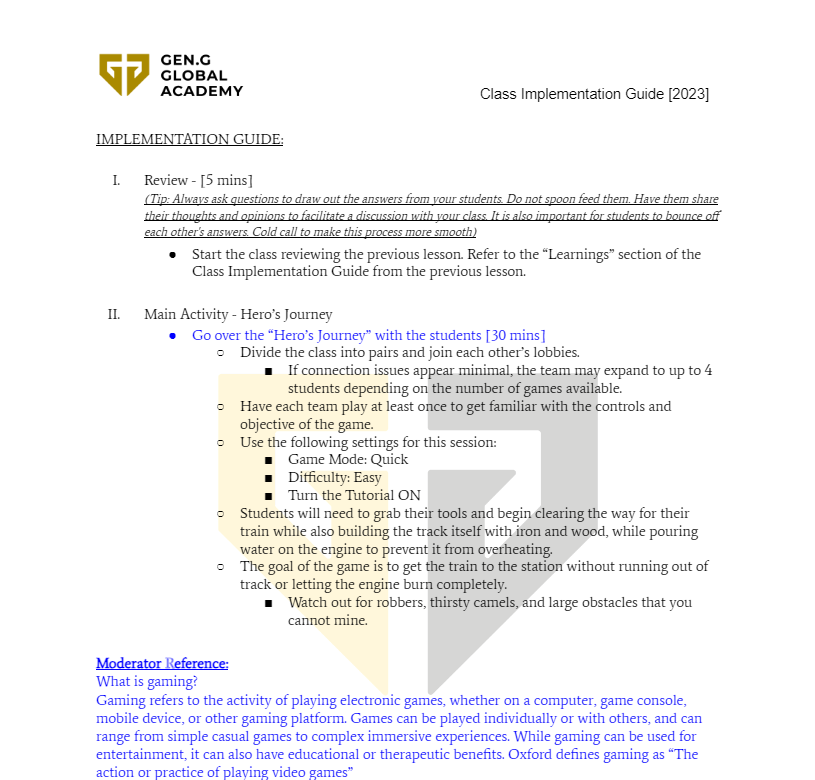 GEN.G
GLOBAL
ACADEMY
Class Implementation Guide [2023]
IMPLEMENTATION GUIDE:
I. Review - [5 mins]
(Tip: Always ask questions to draw out the answers from your students. Do not spoon feed them. Have them share
their thoughts and opinions to facilitate a discussion with your class. It is also important for students to bounce off
each other's answers. Cold call to make this process more smooth)
● Start the class reviewing the previous lesson. Refer to the “Learnings” section of the
Class Implementation Guide from the previous lesson.
II. Main Activity - Hero’s Journey
● Go over the “Hero’s Journey” with the students [30 mins]
○ Divide the class into pairs and join each other’s lobbies.
■ If connection issues appear minimal, the team may expand to up to 4
students depending on the number of games available.
○ Have each team play at least once to get familiar with the controls and
objective of the game.
○ Use the following settings for this session:
■ Game Mode: Quick
■ Difficulty: Easy
■ Turn the Tutorial ON
○ Students will need to grab their tools and begin clearing the way for their
train while also building the track itself with iron and wood, while pouring
water on the engine to prevent it from overheating.
○ The goal of the game is to get the train to the station without running out of
track or letting the engine burn completely.
■ Watch out for robbers, thirsty camels, and large obstacles that you
cannot mine.
Moderator Reference:
What is gaming?
Gaming refers to the activity of playing electronic games, whether on a computer, game console,
mobile device, or other gaming platform. Games can be played individually or with others, and can
range from simple casual games to complex immersive experiences. While gaming can be used for
entertainment, it can also have educational or therapeutic benefits. Oxford defines gaming as “The
action or practice of playing video games”